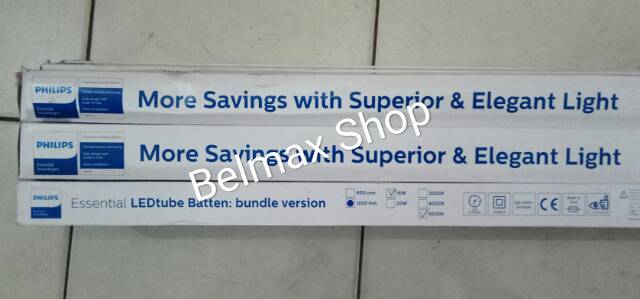 PHILIPS
More Savings with Superior & Elegant Light
PHILIPS
More Savings with Superior & Elegant Light
Belmax Shop
PHILIPS
Essential LEDtube Batten: bundle version
600 mm
1200 mm
16W
20W
3000K
4000K
6500K
CE